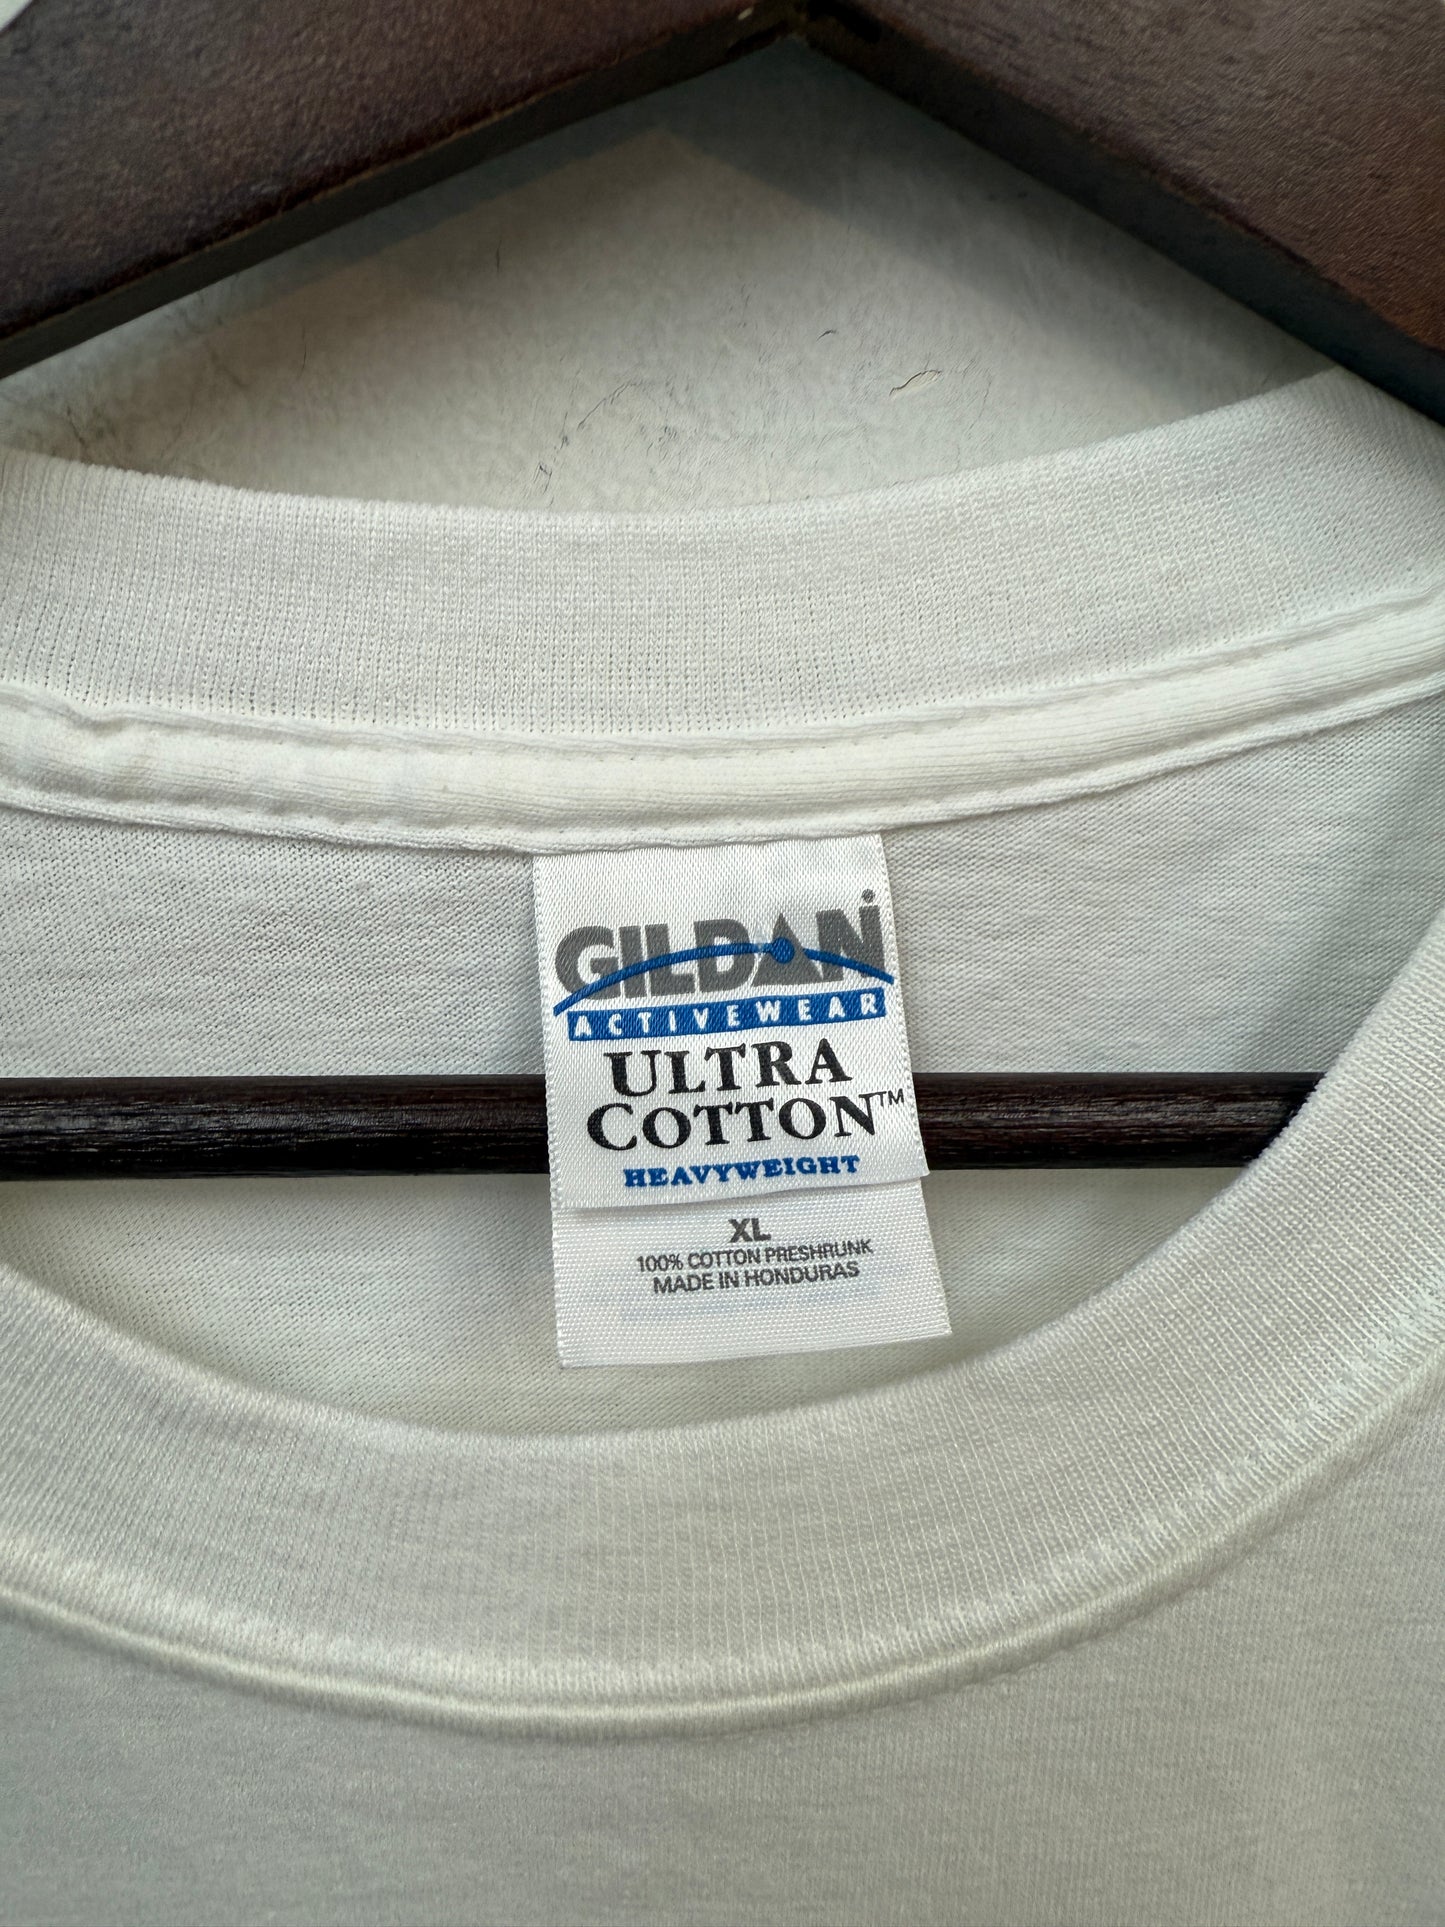 GILDAN
ACTIVEWEAR
ULTRA
COTTON™
HEAVYWEIGHT
XL
100% COTTON PRESHRUNK
MADE IN HONDURAS